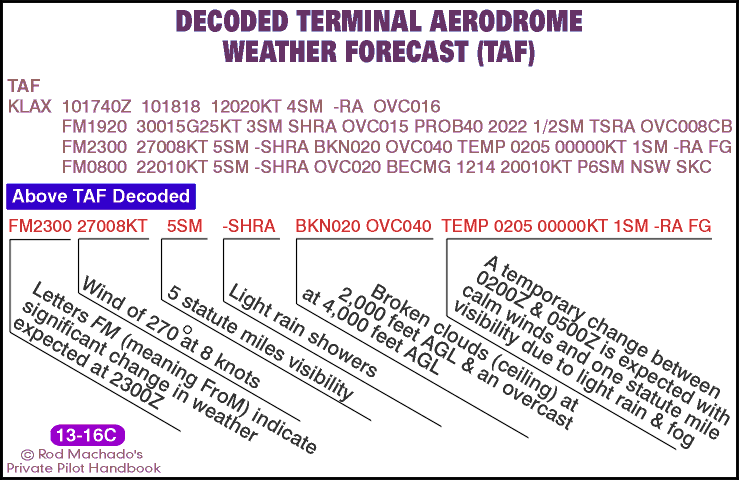 DECODED TERMINAL AERODROME
WEATHER FORECAST (TAF)
TAF
KLAX 101740Z 101818 12020KT 4SM -RA OVC016
FM1920 30015G25KT 3SM SHRA OVC015 PROB40 2022 1/2SM TSRA OVC008CB
FM2300 27008KT 5SM -SHRA BKN020 OVC040 TEMP 0205 00000KT 1SM -RA FG
FM0800 22010KT 5SM -SHRA OVC020 BECMG 1214 20010KT P6SM NSW SKC
Above TAF Decoded
FM2300 27008KT 5SM -SHRA BKN020 OVC040 TEMP 0205 00000KT 1SM -RA FG
Letters FM (meaning FroM) indicate
significant change in weather
expected at 2300Z
Wind of 270° at 8 knots
5 statute miles visibility
Light rain showers
Broken clouds (ceiling) at
2,000 feet AGL & an overcast
at 4,000 feet AGL
A temporary change between
0200Z & 0500Z is expected with
calm winds and one statute mile
visibility due to light rain & fog
13-16C
© Rod Machado's
Private Pilot Handbook